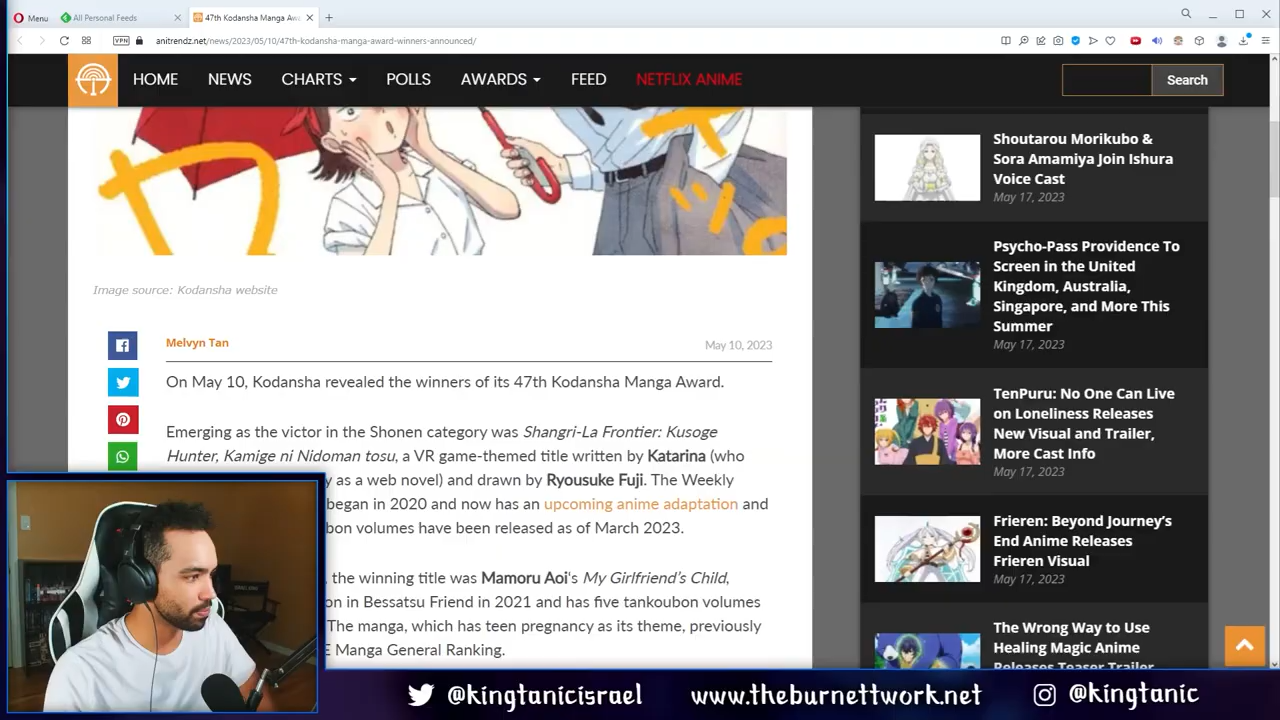 Menu
All Personal Feeds
47th Kodansha Manga Awa
VPN
anitrendz.net/news/2023/05/10/47th-kodansha-manga-award-winners-announced/
HOME
NEWS
CHARTS
POLLS
AWARDS
FEED
NETFLIX ANIME
Search
Image source: Kodansha website
Melvyn Tan
May 10, 2023
On May 10, Kodansha revealed the winners of its 47th Kodansha Manga Award.
Emerging as the victor in the Shonen category was Shangri-La Frontier: Kusoge
Hunter, Kamige ni Nidoman tosu, a VR game-themed title written by Katarina (who
y as a web novel) and drawn by Ryousuke Fuji. The Weekly
began in 2020 and now has an upcoming anime adaptation and
bon volumes have been released as of March 2023.
the winning title was Mamoru Aoi's My Girlfriend's Child,
on in Bessatsu Friend in 2021 and has five tankoubon volumes
The manga, which has teen pregnancy as its theme, previously
E Manga General Ranking.
Shoutarou Morikubo &
Sora Amamiya Join Ishura
Voice Cast
May 17, 2023
Psycho-Pass Providence To
Screen in the United
Kingdom, Australia,
Singapore, and More This
Summer
May 17, 2023
TenPuru: No One Can Live
on Loneliness Releases
New Visual and Trailer,
More Cast Info
May 17, 2023
Frieren: Beyond Journey's
End Anime Releases
Frieren Visual
May 17, 2023
The Wrong Way to Use
Healing Magic Anime
Releases Teaser Trailer
@kingtanicisrael
www.theburnettwork.net
@kingtanic